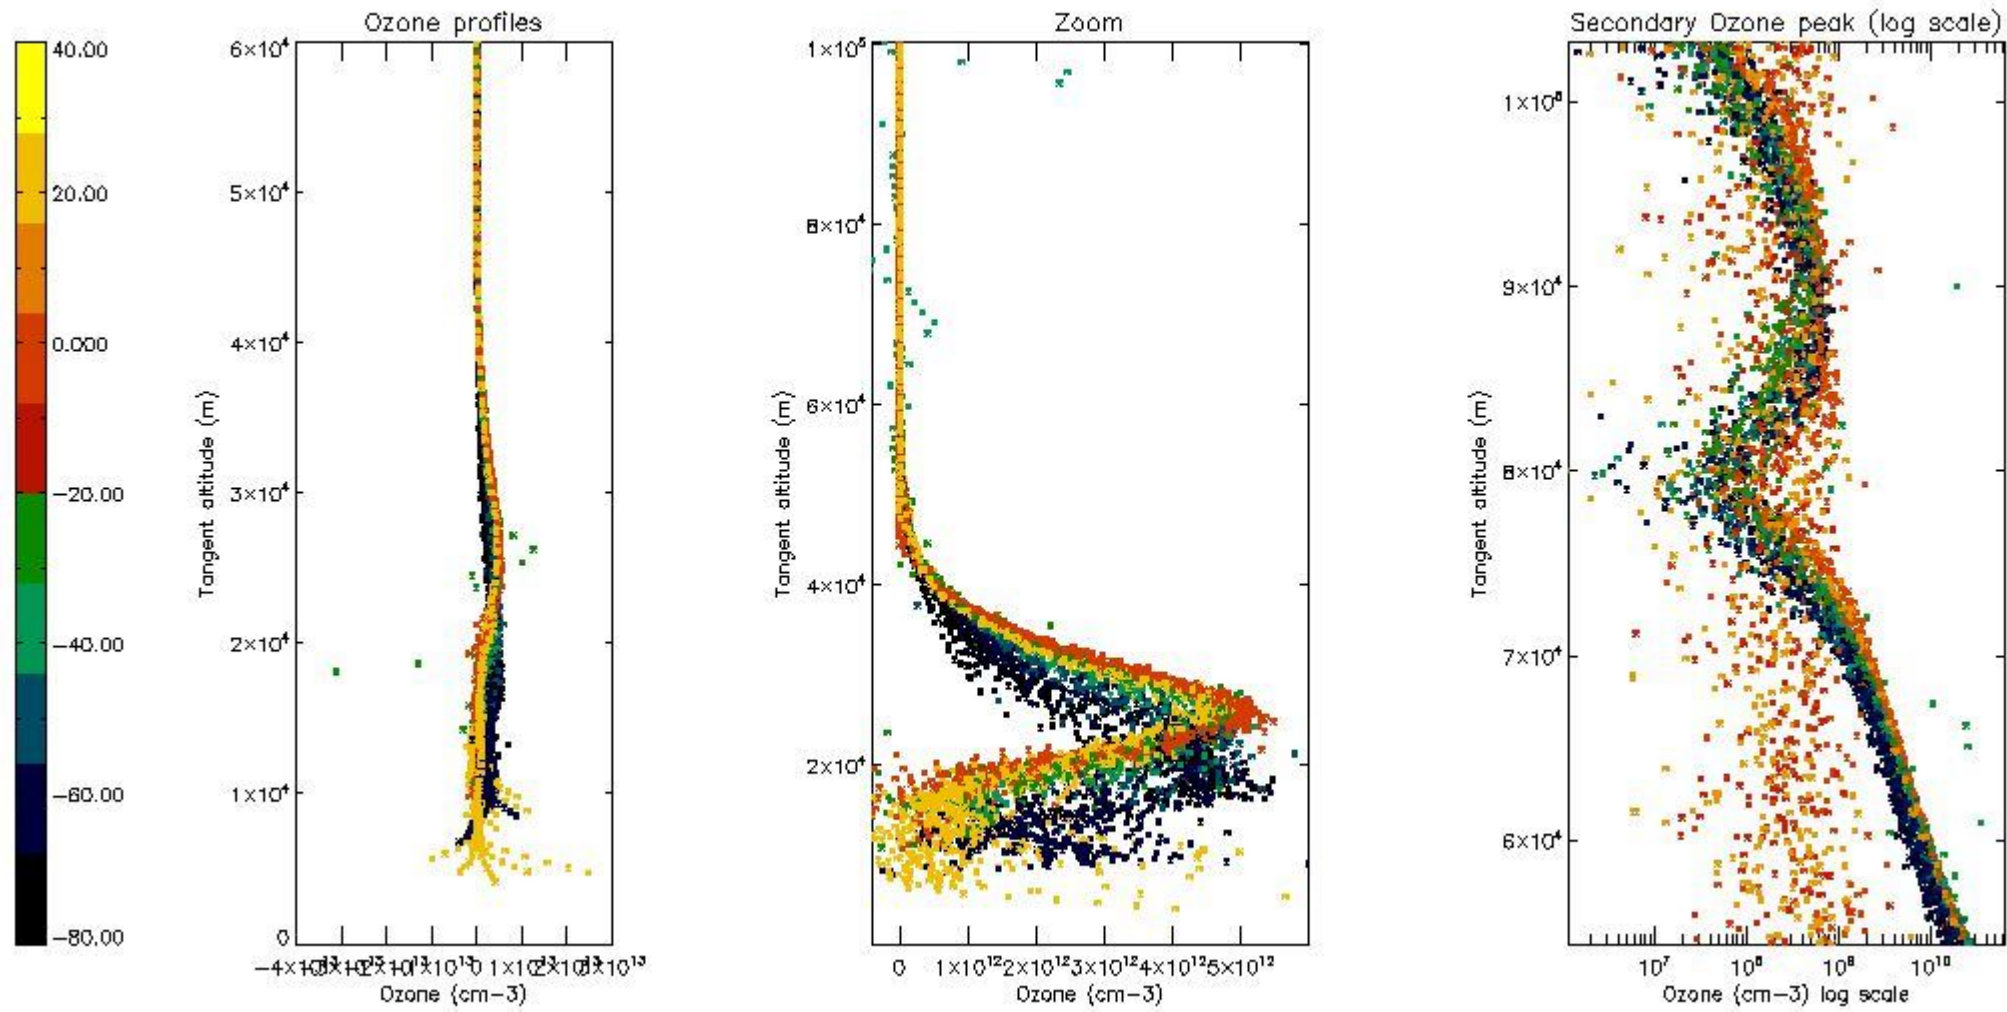 Ozone profiles
Zoom
Secondary Ozone peak (log scale)
40.00
20.00
0.000
-20.00
-40.00
-60.00
-80.00
6×10⁴
5×10⁴
4×10⁴
3×10⁴
2×10⁴
1×10⁴
0
Tangent altitude (m)
0
Ozone (cm-3)
1×10⁵
8×10⁴
6×10⁴
4×10⁴
2×10⁴
Tangent altitude (m)
0 1×10¹² 2×10¹² 3×10¹² 4×10¹² 5×10¹²
Ozone (cm-3)
1×10⁵
9×10⁴
8×10⁴
7×10⁴
6×10⁴
Tangent altitude (m)
10⁷ 10⁸ 10⁹ 10¹⁰
Ozone (cm-3) log scale